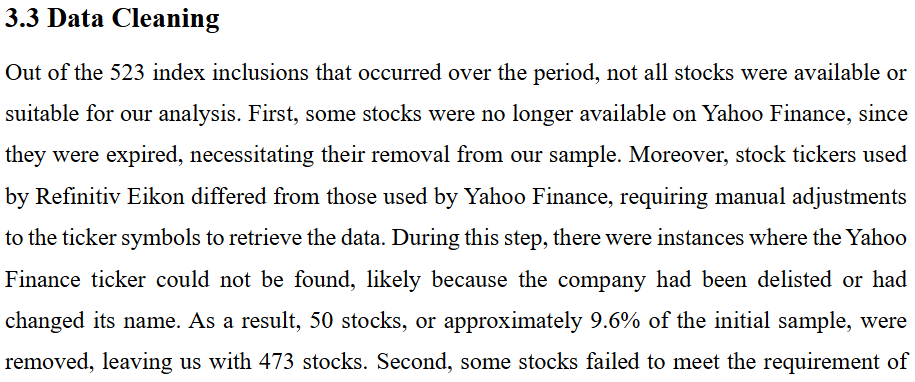 3.3 Data Cleaning
Out of the 523 index inclusions that occurred over the period, not all stocks were available or
suitable for our analysis. First, some stocks were no longer available on Yahoo Finance, since
they were expired, necessitating their removal from our sample. Moreover, stock tickers used
by Refinitiv Eikon differed from those used by Yahoo Finance, requiring manual adjustments
to the ticker symbols to retrieve the data. During this step, there were instances where the Yahoo
Finance ticker could not be found, likely because the company had been delisted or had
changed its name. As a result, 50 stocks, or approximately 9.6% of the initial sample, were
removed, leaving us with 473 stocks. Second, some stocks failed to meet the requirement of